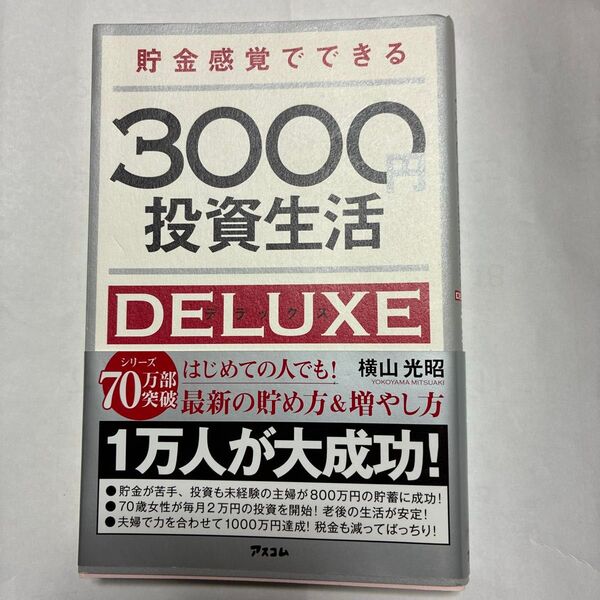 貯金感覚でできる
3000円
投資生活
DELUXE
デラックス
シリーズ
70万部
突破
はじめての人でも!
横山 光昭
YOKOYAMA MITSUAKI
最新の貯め方&増やし方
1万人が大成功!
●貯金が苦手、投資も未経験の主婦が800万円の貯蓄に成功!
●70歳女性が毎月2万円の投資を開始! 老後の生活が安定!
●夫婦で力を合わせて1000万円達成! 税金も減ってばっちり!
アスコム